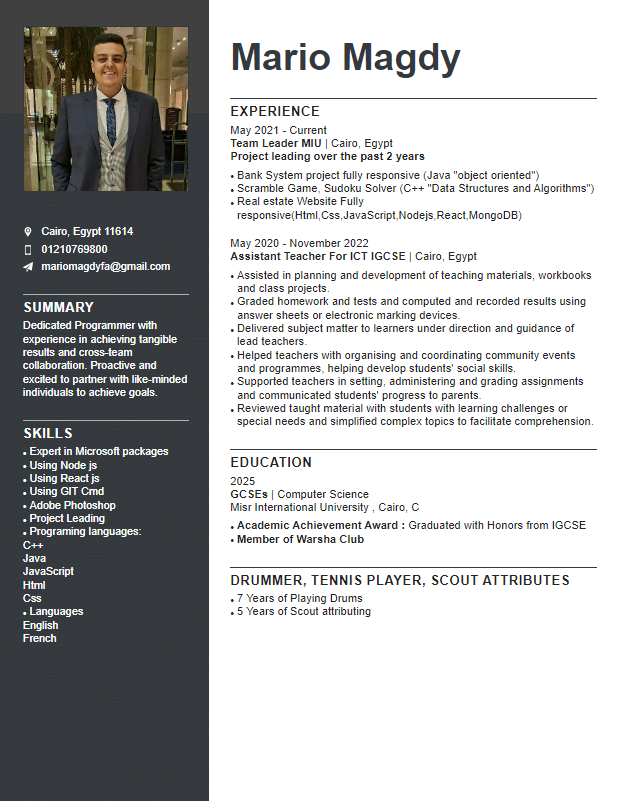 Mario Magdy
Cairo, Egypt 11614
01210769800
mariomagdyfa@gmail.com
SUMMARY
Dedicated Programmer with
experience in achieving tangible
results and cross-team
collaboration. Proactive and
excited to partner with like-minded
individuals to achieve goals.
SKILLS
• Expert in Microsoft packages
• Using Node js
• Using React js
• Using GIT Cmd
• Adobe Photoshop
• Project Leading
• Programing languages:
C++
Java
JavaScript
Html
Css
• Languages
English
French
EXPERIENCE
May 2021 - Current
Team Leader MIU | Cairo, Egypt
Project leading over the past 2 years
• Bank System project fully responsive (Java "object oriented")
• Scramble Game, Sudoku Solver (C++ "Data Structures and Algorithms")
• Real estate Website Fully
responsive(Html,Css,JavaScript,Nodejs,React,MongoDB)
May 2020 - November 2022
Assistant Teacher For ICT IGCSE | Cairo, Egypt
• Assisted in planning and development of teaching materials, workbooks
and class projects.
• Graded homework and tests and computed and recorded results using
answer sheets or electronic marking devices.
• Delivered subject matter to learners under direction and guidance of
lead teachers.
• Helped teachers with organising and coordinating community events
and programmes, helping develop students' social skills.
• Supported teachers in setting, administering and grading assignments
and communicated students' progress to parents.
• Reviewed taught material with students with learning challenges or
special needs and simplified complex topics to facilitate comprehension.
EDUCATION
2025
GCSEs | Computer Science
Misr International University , Cairo, C
• Academic Achievement Award : Graduated with Honors from IGCSE
• Member of Warsha Club
DRUMMER, TENNIS PLAYER, SCOUT ATTRIBUTES
• 7 Years of Playing Drums
• 5 Years of Scout attributing